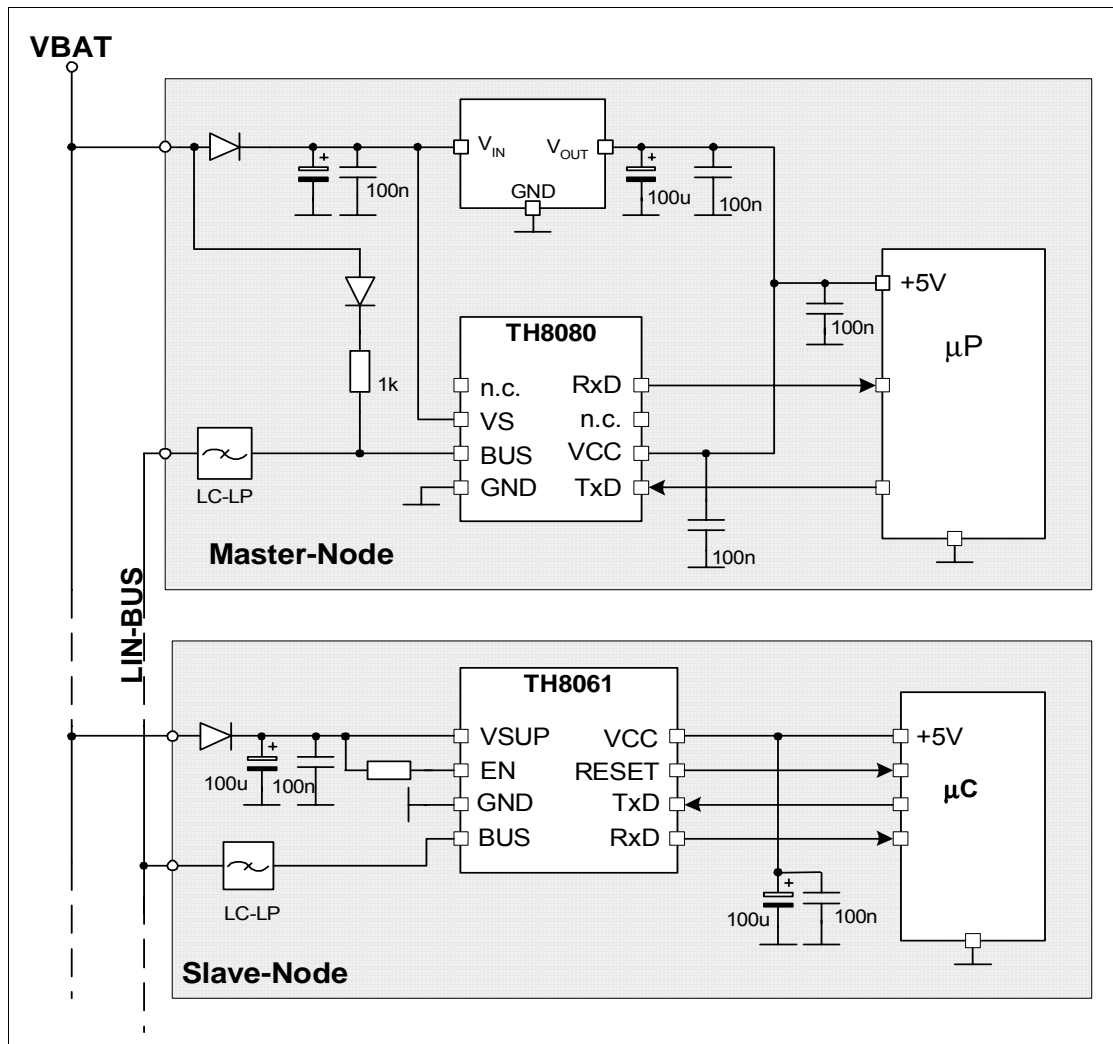 VBAT
V_IN
V_OUT
GND
100n
100u
100n
+5V
100n
µP
TH8080
1k
n.c.
RxD
VS
n.c.
BUS
VCC
GND
TxD
LC-LP
100n
Master-Node
LIN-BUS
TH8061
VSUP
VCC
+5V
EN
RESET
µC
GND
TxD
BUS
RxD
100u
100n
LC-LP
100u
100n
Slave-Node